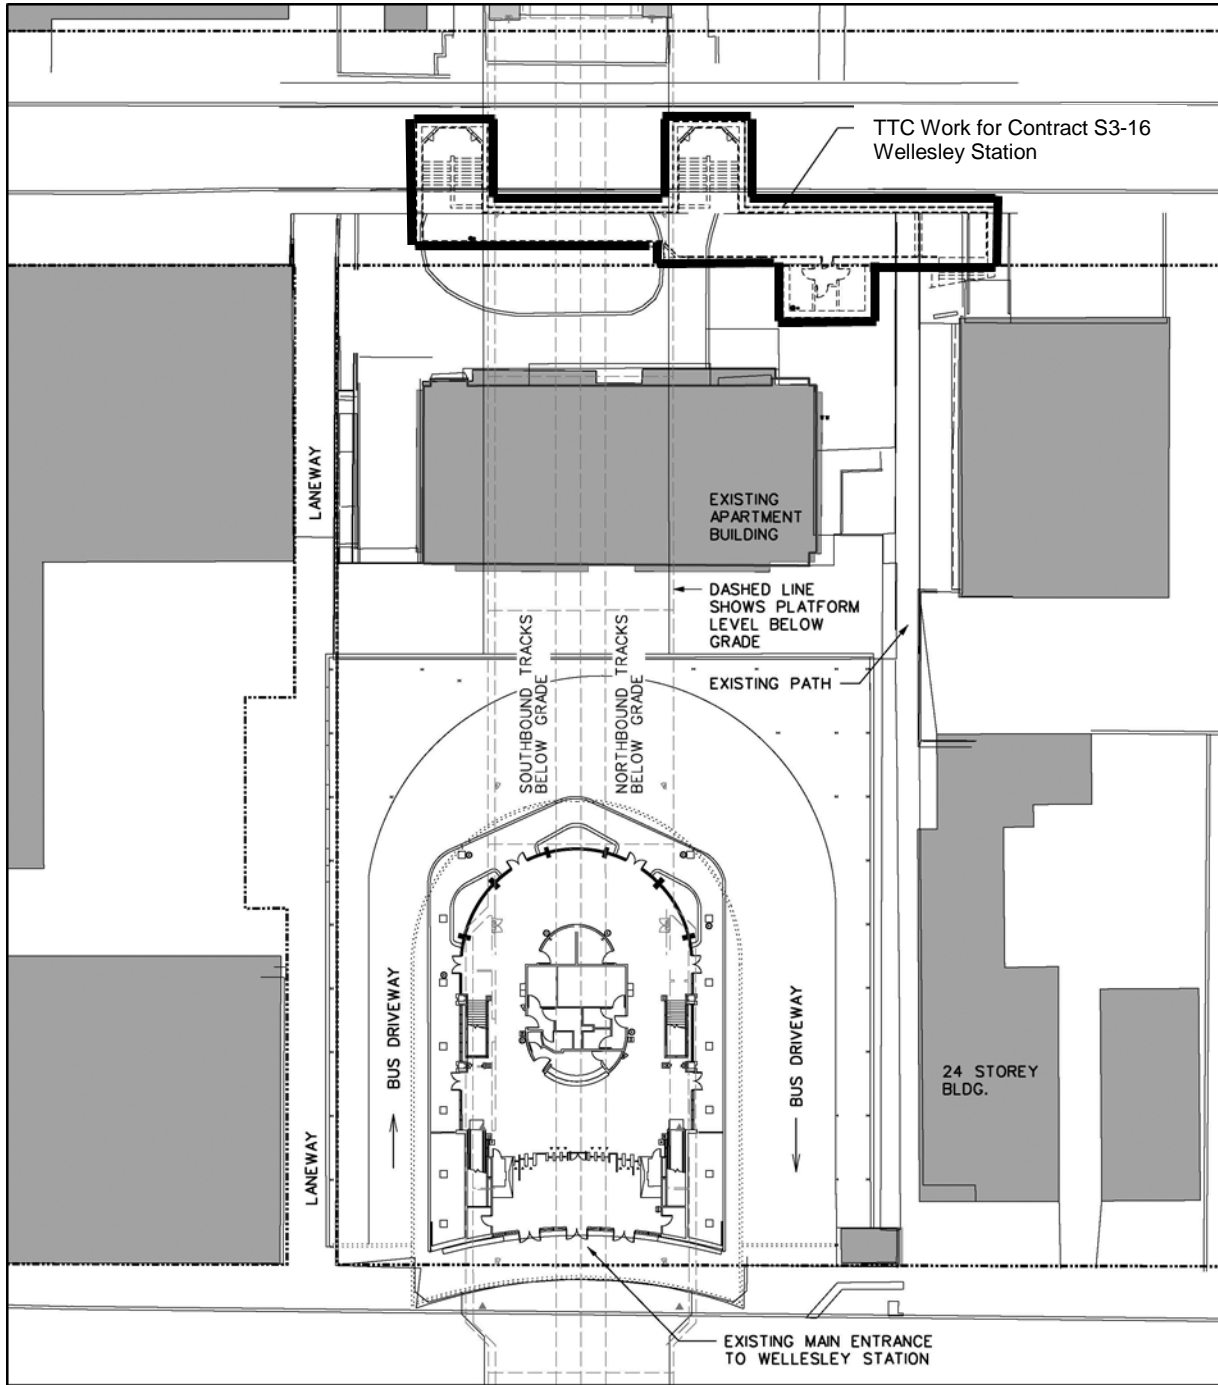 TTC Work for Contract S3-16
Wellesley Station
LANEWAY
EXISTING
APARTMENT
BUILDING
DASHED LINE
SHOWS PLATFORM
LEVEL BELOW
GRADE
EXISTING PATH
SOUTHBOUND TRACKS
BELOW GRADE
NORTHBOUND TRACKS
BELOW GRADE
BUS DRIVEWAY
BUS DRIVEWAY
24 STOREY
BLDG.
LANEWAY
EXISTING MAIN ENTRANCE
TO WELLESLEY STATION